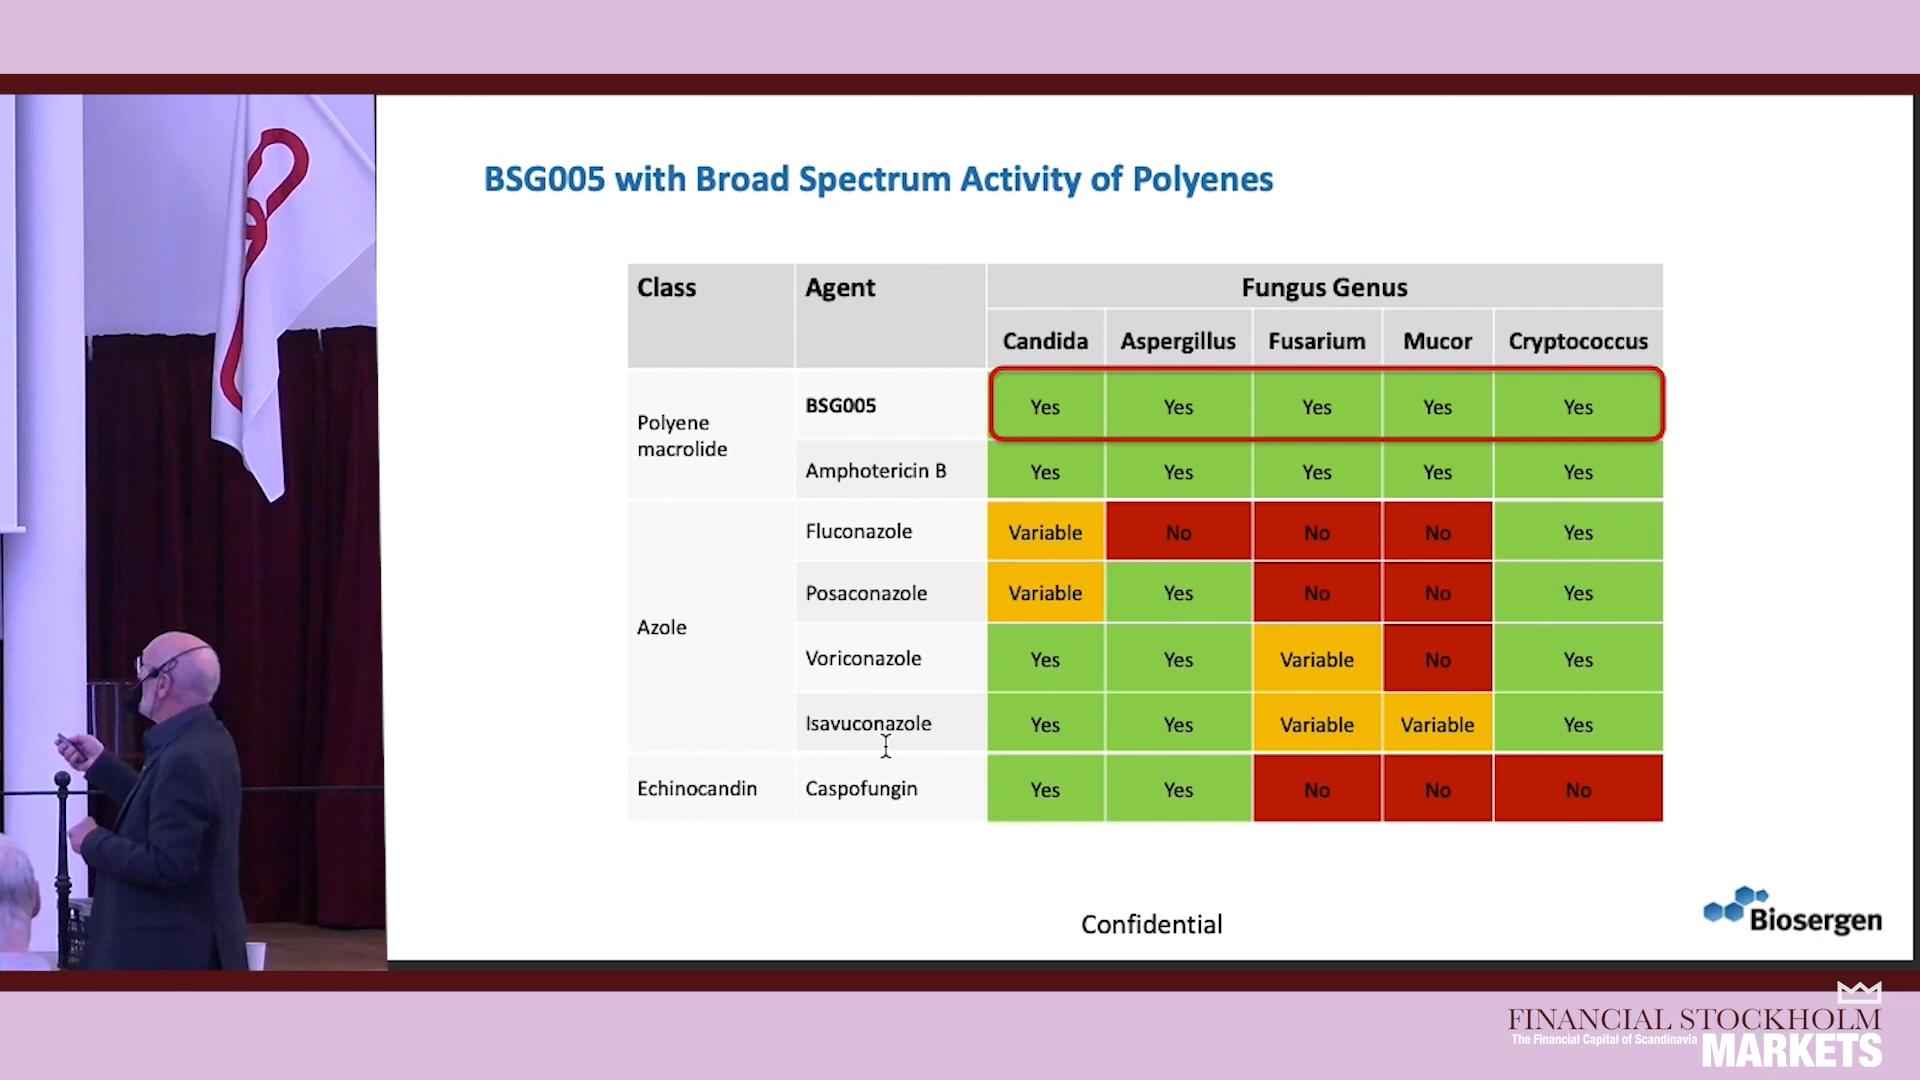 BSG005 with Broad Spectrum Activity of Polyenes
Class Agent Fungus Genus
Candida Aspergillus Fusarium Mucor Cryptococcus
Polyene
macrolide
BSG005 Yes Yes Yes Yes Yes
Amphotericin B Yes Yes Yes Yes Yes
Azole
Fluconazole Variable No No No Yes
Posaconazole Variable Yes No No Yes
Voriconazole Yes Yes Variable No Yes
Isavuconazole Yes Yes Variable Variable Yes
Echinocandin Caspofungin Yes Yes No No No
Confidential
Biosergen
FINANCIAL STOCKHOLM
The Financial Capital of Scandinavia
MARKETS